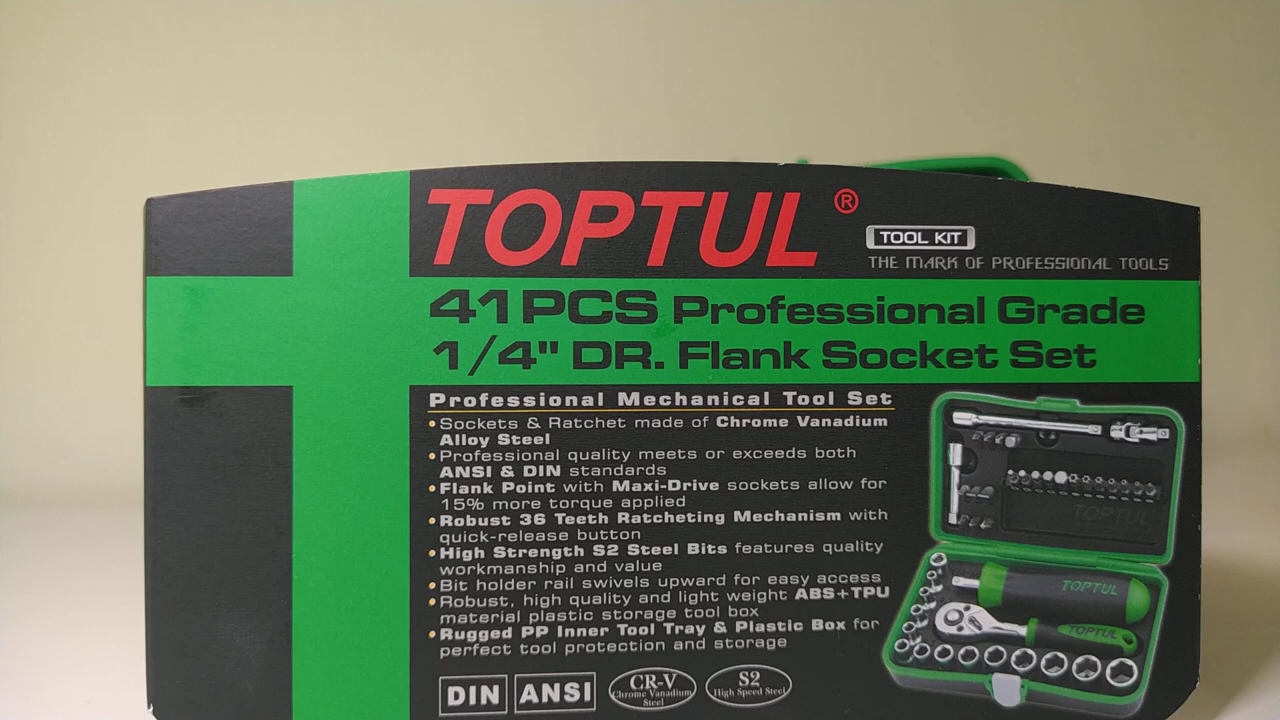 TOPTUL®
TOOL KIT
THE MARK OF PROFESSIONAL TOOLS
41PCS Professional Grade
1/4" DR. Flank Socket Set
Professional Mechanical Tool Set
•Sockets & Ratchet made of Chrome Vanadium
Alloy Steel
•Professional quality meets or exceeds both
ANSI & DIN standards
•Flank Point with Maxi-Drive sockets allow for
15% more torque applied
•Robust 36 Teeth Ratcheting Mechanism with
quick-release button
•High Strength S2 Steel Bits features quality
workmanship and value
•Bit holder rail swivels upward for easy access
•Robust, high quality and light weight ABS+TPU
material plastic storage tool box
•Rugged PP Inner Tool Tray & Plastic Box for
perfect tool protection and storage
TOPTUL
TOPTUL
TOPTUL
DIN
ANSI
CR-V
Chrome Vanadium
Steel
S2
High Speed Steel